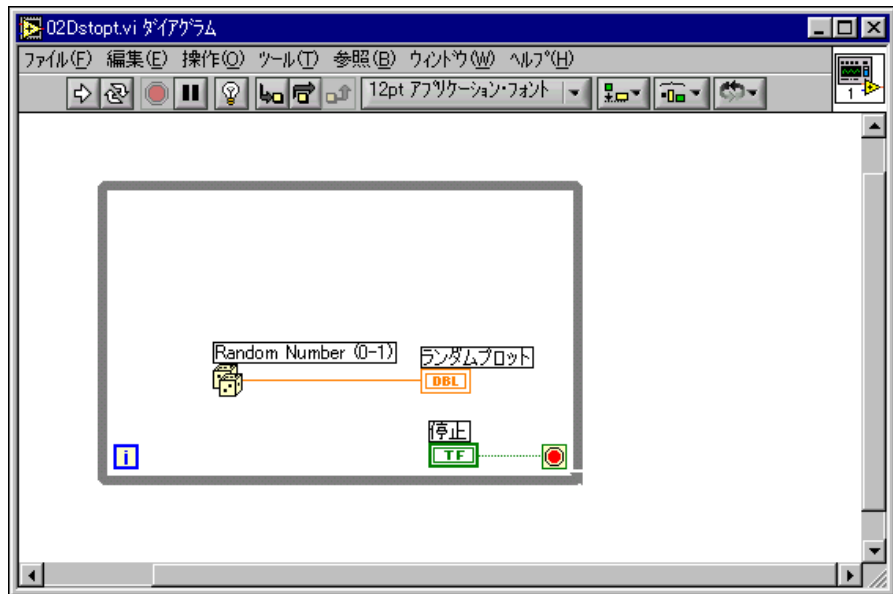 02Dstopt.vi ﾀﾞｲｱｸﾞﾗﾑ
ﾌｧｲﾙ(F) 編集(E) 操作(O) ﾂｰﾙ(T) 参照(B) ｳｨﾝﾄﾞｳ(W) ﾍﾙﾌﾟ(H)
12pt ｱﾌﾟﾘｹｰｼｮﾝ･ﾌｫﾝﾄ
1
Random Number (0-1)
ランダムプロット
DBL
停止
TF
i